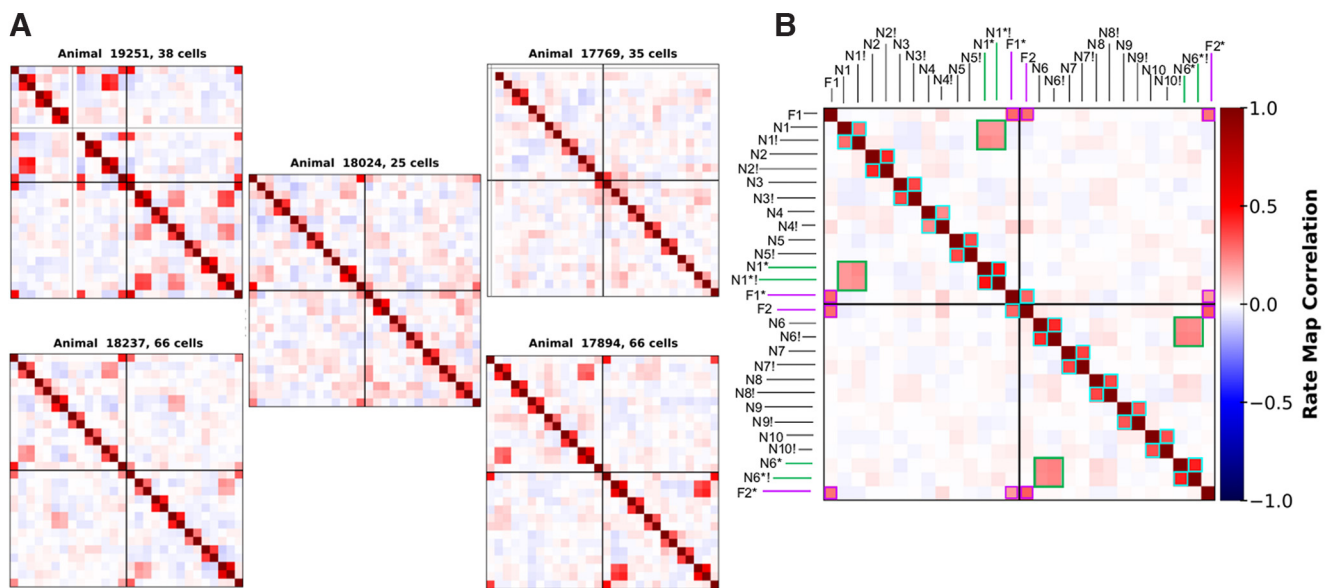 A
B
Animal 19251, 38 cells
Animal 17769, 35 cells
Animal 18024, 25 cells
Animal 18237, 66 cells
Animal 17894, 66 cells
F1 N1 N1! N2 N2! N3 N3! N4 N4! N5 N5! N1* N1*! F1* F2 N6 N6! N7 N7! N8 N8! N9 N9! N10 N10! N6* N6*! F2*
F1
N1
N1!
N2
N2!
N3
N3!
N4
N4!
N5
N5!
N1*
N1*!
F1*
F2
N6
N6!
N7
N7!
N8
N8!
N9
N9!
N10
N10!
N6*
N6*!
F2*
1.0
0.5
0.0
−0.5
−1.0
Rate Map Correlation